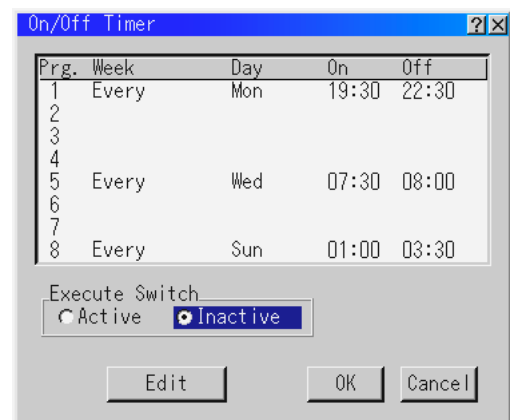 On/Off Timer ? X
Prg. Week Day On Off
1 Every Mon 19:30 22:30
2
3
4
5 Every Wed 07:30 08:00
6
7
8 Every Sun 01:00 03:30
Execute Switch
Active Inactive
Edit OK Cancel